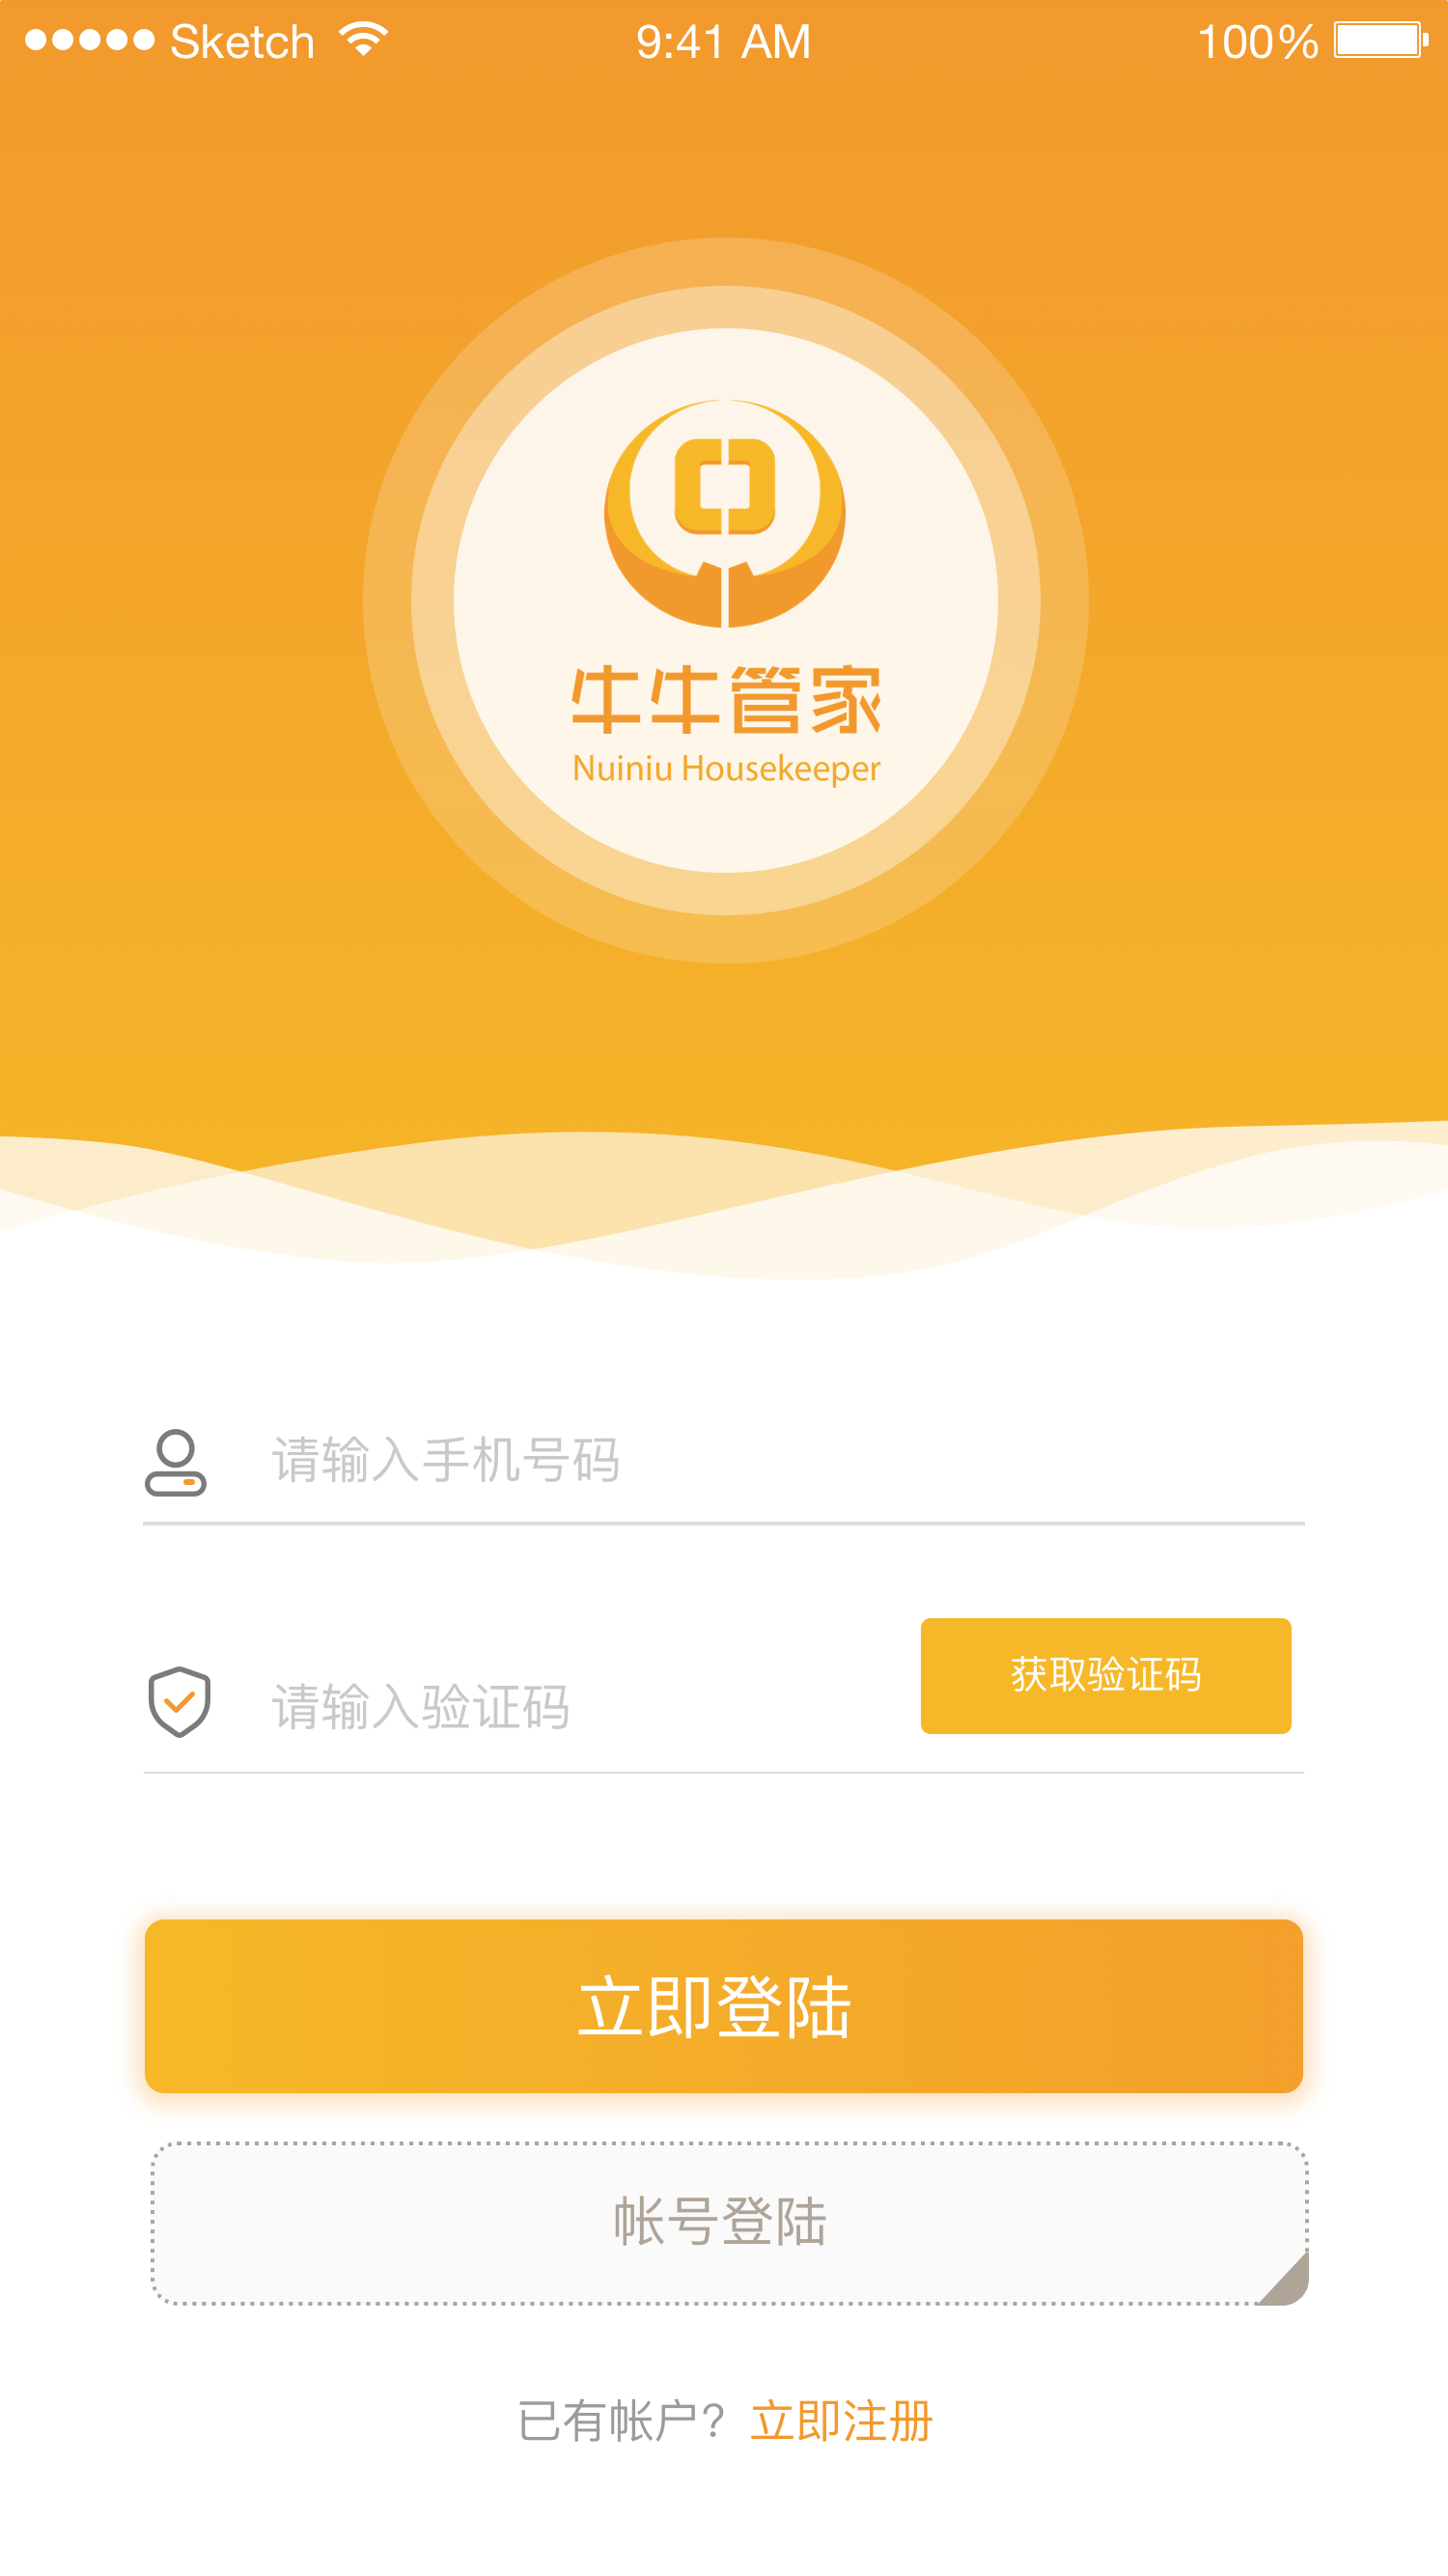 Sketch 9:41 AM 100%
牛牛管家
Nuiniu Housekeeper
请输入手机号码
请输入验证码 获取验证码
立即登陆
帐号登陆
已有帐户? 立即注册